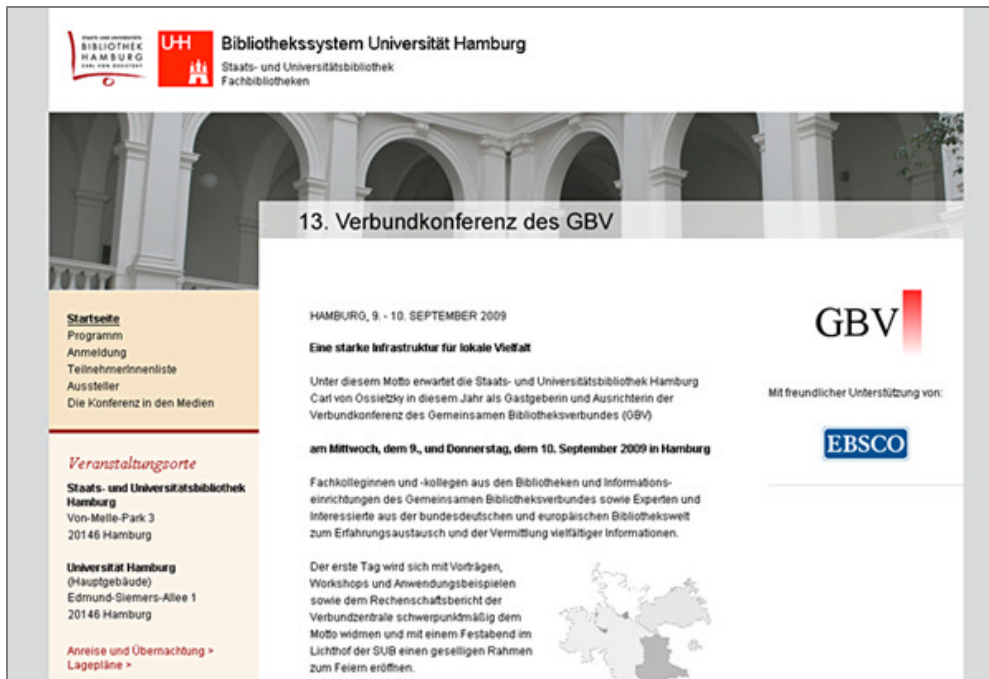 STAATS- UND UNIVERSITÄTS-
BIBLIOTHEK
HAMBURG
CARL VON OSSIETZKY
UHH
Bibliothekssystem Universität Hamburg
Staats- und Universitätsbibliothek
Fachbibliotheken
13. Verbundkonferenz des GBV
Startseite
Programm
Anmeldung
TeilnehmerInnenliste
Aussteller
Die Konferenz in den Medien
Veranstaltungsorte
Staats- und Universitätsbibliothek
Hamburg
Von-Melle-Park 3
20146 Hamburg
Universität Hamburg
(Hauptgebäude)
Edmund-Siemers-Allee 1
20146 Hamburg
Anreise und Übernachtung >
Lagepläne >
HAMBURG, 9. - 10. SEPTEMBER 2009
Eine starke Infrastruktur für lokale Vielfalt
Unter diesem Motto erwartet die Staats- und Universitätsbibliothek Hamburg
Carl von Ossietzky in diesem Jahr als Gastgeberin und Ausrichterin der
Verbundkonferenz des Gemeinsamen Bibliotheksverbundes (GBV)
am Mittwoch, dem 9., und Donnerstag, dem 10. September 2009 in Hamburg
Fachkolleginnen und -kollegen aus den Bibliotheken und Informations-
einrichtungen des Gemeinsamen Bibliotheksverbundes sowie Experten und
Interessierte aus der bundesdeutschen und europäischen Bibliothekswelt
zum Erfahrungsaustausch und der Vermittlung vielfältiger Informationen.
Der erste Tag wird sich mit Vorträgen,
Workshops und Anwendungsbeispielen
sowie dem Rechenschaftsbericht der
Verbundzentrale schwerpunktmäßig dem
Motto widmen und mit einem Festabend im
Lichthof der SUB einen geselligen Rahmen
zum Feiern eröffnen.
GBV
Mit freundlicher Unterstützung von:
EBSCO